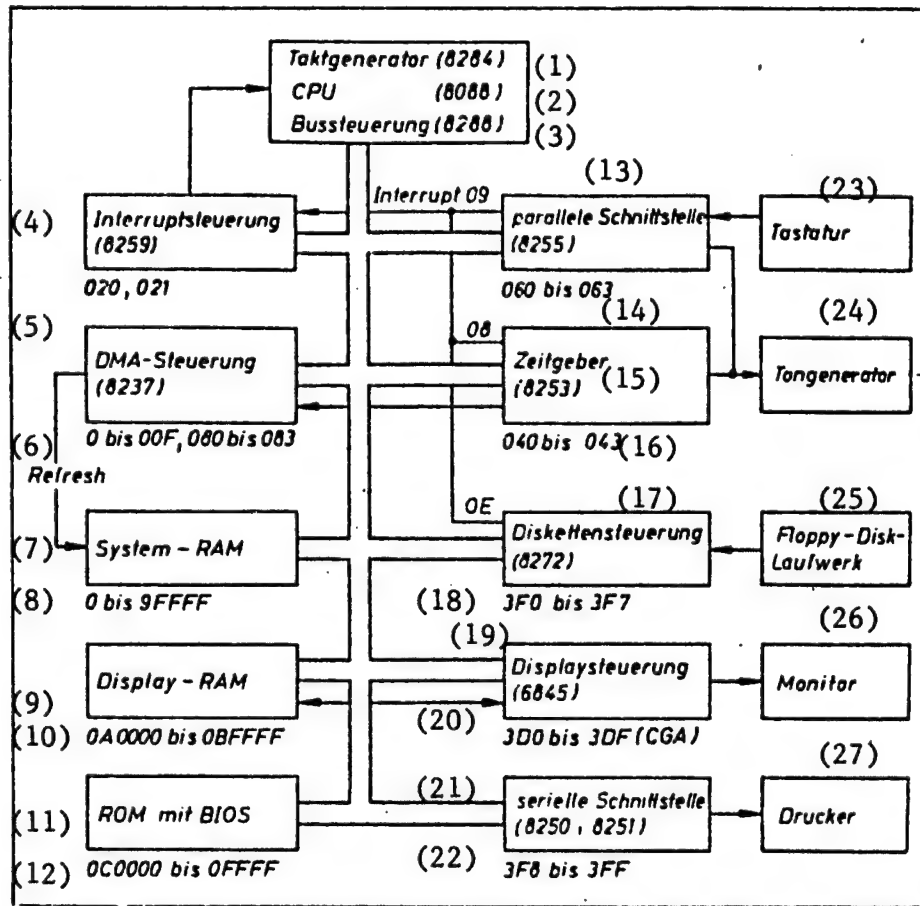 Taktgenerator (8284) (1)
CPU (8088) (2)
Bussteuerung (8288) (3)
(4) Interruptsteuerung
(8259)
020, 021
Interrupt 09
(13)
parallele Schnittstelle
(8255)
060 bis 063
(23)
Tastatur
(5)
DMA-Steuerung
(8237)
0 bis 00F, 080 bis 083
08
(14)
Zeitgeber
(8253) (15)
040 bis 043 (16)
(24)
Tongenerator
(6)
Refresh
(7) System-RAM
(8) 0 bis 9FFFF
0E
(17)
Diskettensteuerung
(8272)
(18) 3F0 bis 3F7
(25)
Floppy-Disk-
Laufwerk
(9) Display-RAM
(10) 0A0000 bis 0BFFFF
(19)
Displaysteuerung
(6845)
(20) 3D0 bis 3DF (CGA)
(26)
Monitor
(11) ROM mit BIOS
(12) 0C0000 bis 0FFFF
(21) serielle Schnittstelle
(8250, 8251)
(22) 3F8 bis 3FF
(27)
Drucker